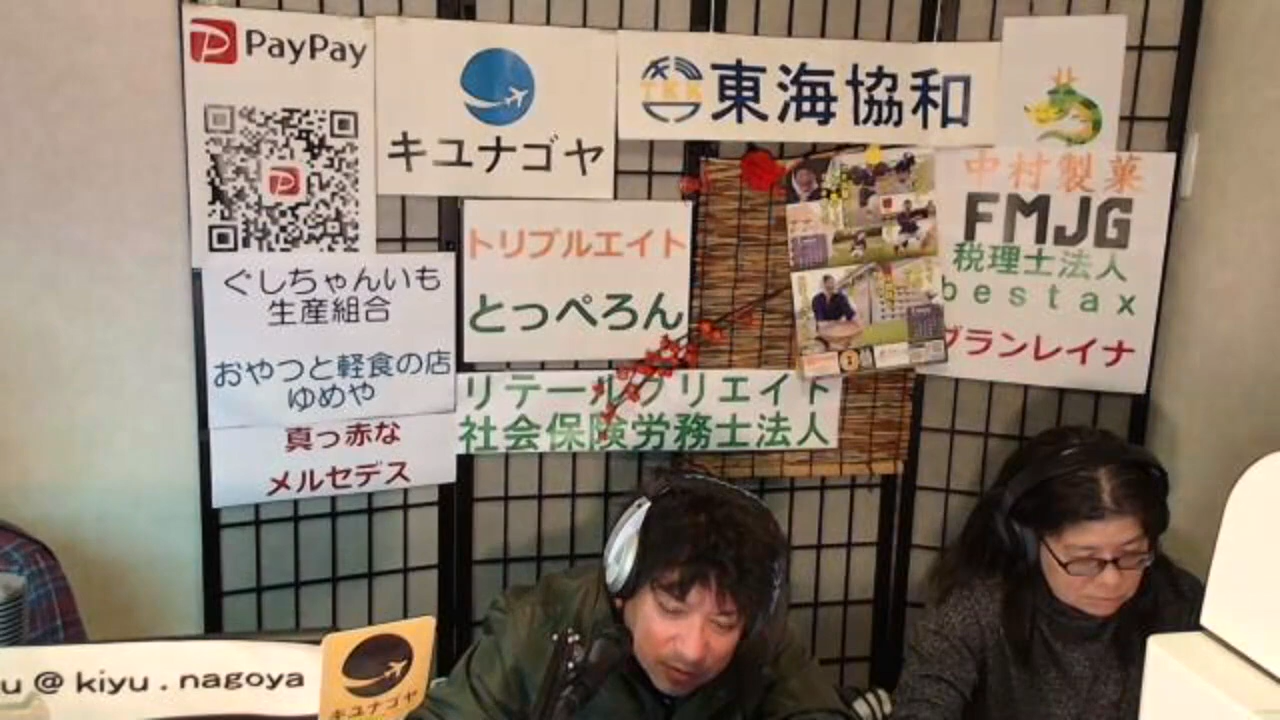 PayPay
キユナゴヤ
TKK
東海協和
中村製菓
FMJG
税理士法人
bestax
ブランレイナ
トリプルエイト
とっぺろん
ぐしちゃんいも
生産組合
おやつと軽食の店
ゆめや
真っ赤な
メルセデス
リテールクリエイト
社会保険労務士法人
u @ kiyu . nagoya
キユナゴヤ